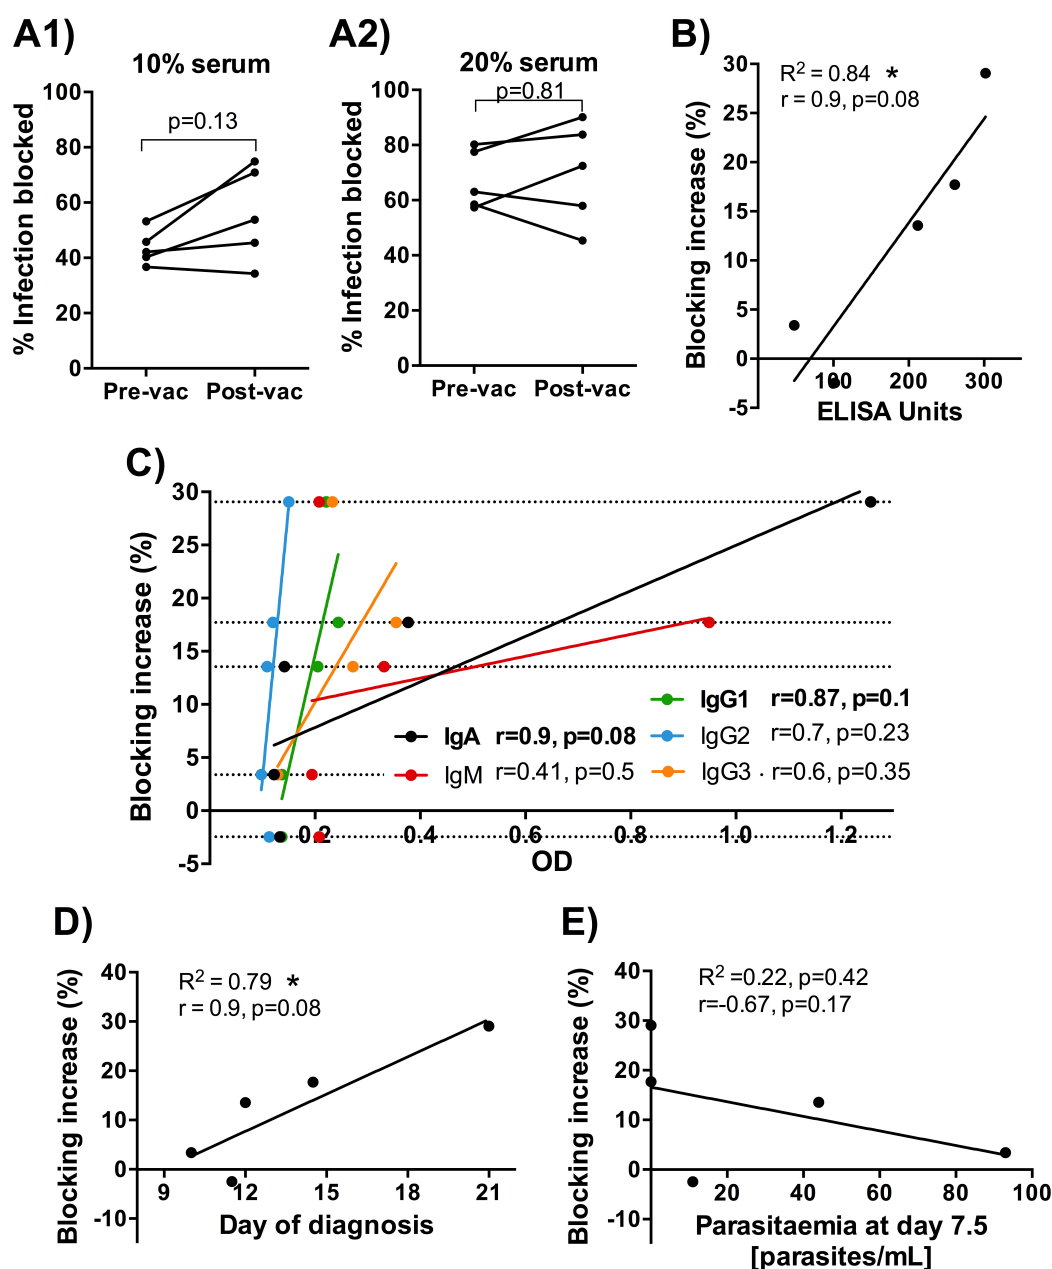 A1)
10% serum
% Infection blocked
100
80
60
40
20
0
p=0.13
Pre-vac
Post-vac
A2)
20% serum
% Infection blocked
100
80
60
40
20
0
p=0.81
Pre-vac
Post-vac
B)
Blocking increase (%)
30
25
20
15
10
5
0
-5
R² = 0.84 *
r = 0.9, p=0.08
100
200
300
ELISA Units
C)
Blocking increase (%)
30
25
20
15
10
5
0
-5
IgG1 r=0.87, p=0.1
IgA r=0.9, p=0.08
IgG2 r=0.7, p=0.23
IgM r=0.41, p=0.5
IgG3 r=0.6, p=0.35
0.2
0.4
0.6
0.8
1.0
1.2
OD
D)
Blocking increase (%)
40
30
20
10
0
-10
R² = 0.79 *
r = 0.9, p=0.08
9
12
15
18
21
Day of diagnosis
E)
Blocking increase (%)
40
30
20
10
0
-10
R² =0.22, p=0.42
r=-0.67, p=0.17
20
40
60
80
100
Parasitaemia at day 7.5
[parasites/mL]